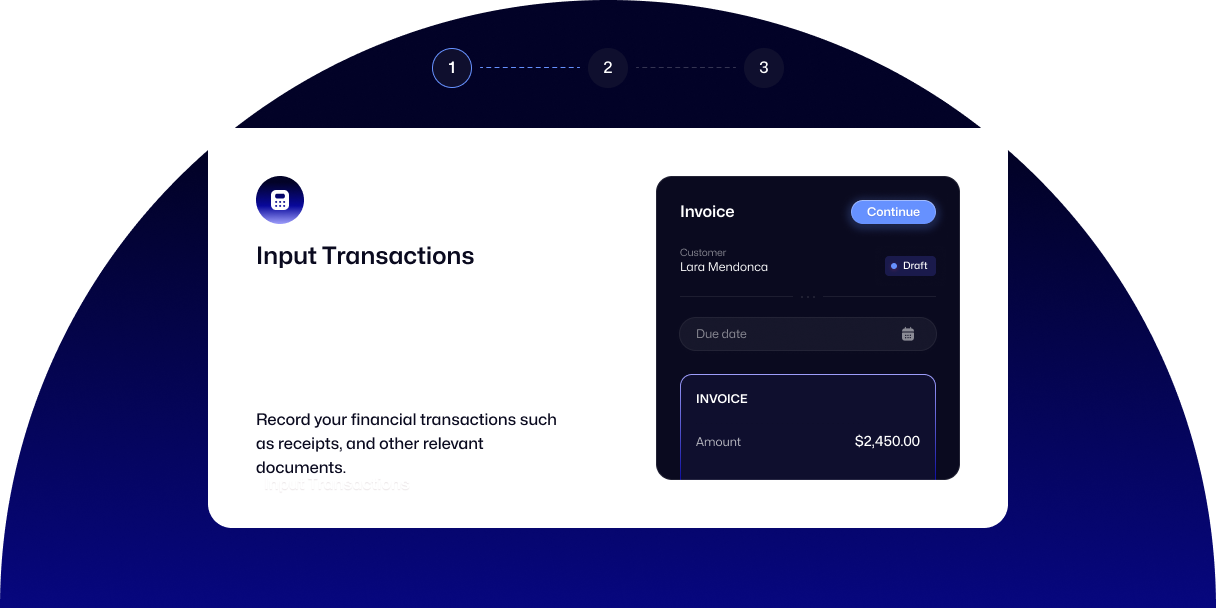 1
2
3
Input Transactions
Record your financial transactions such
as receipts, and other relevant
documents.
Input Transactions
Invoice
Continue
Customer
Lara Mendonca
Draft
Due date
INVOICE
Amount
$2,450.00